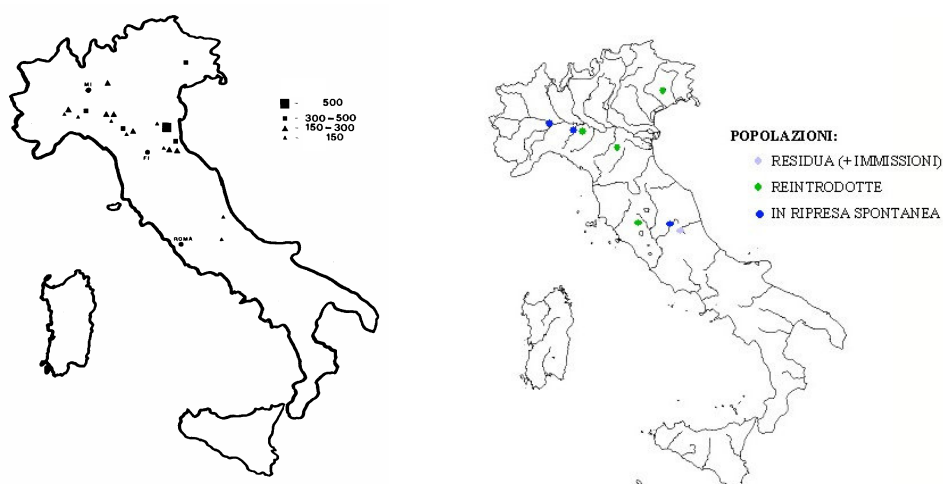 MI
FI
ROMA
- 500
- 300-500
- 150-300
- 150
POPOLAZIONI:
RESIDUA (+ IMMISSIONI)
REINTRODOTTE
IN RIPRESA SPONTANEA